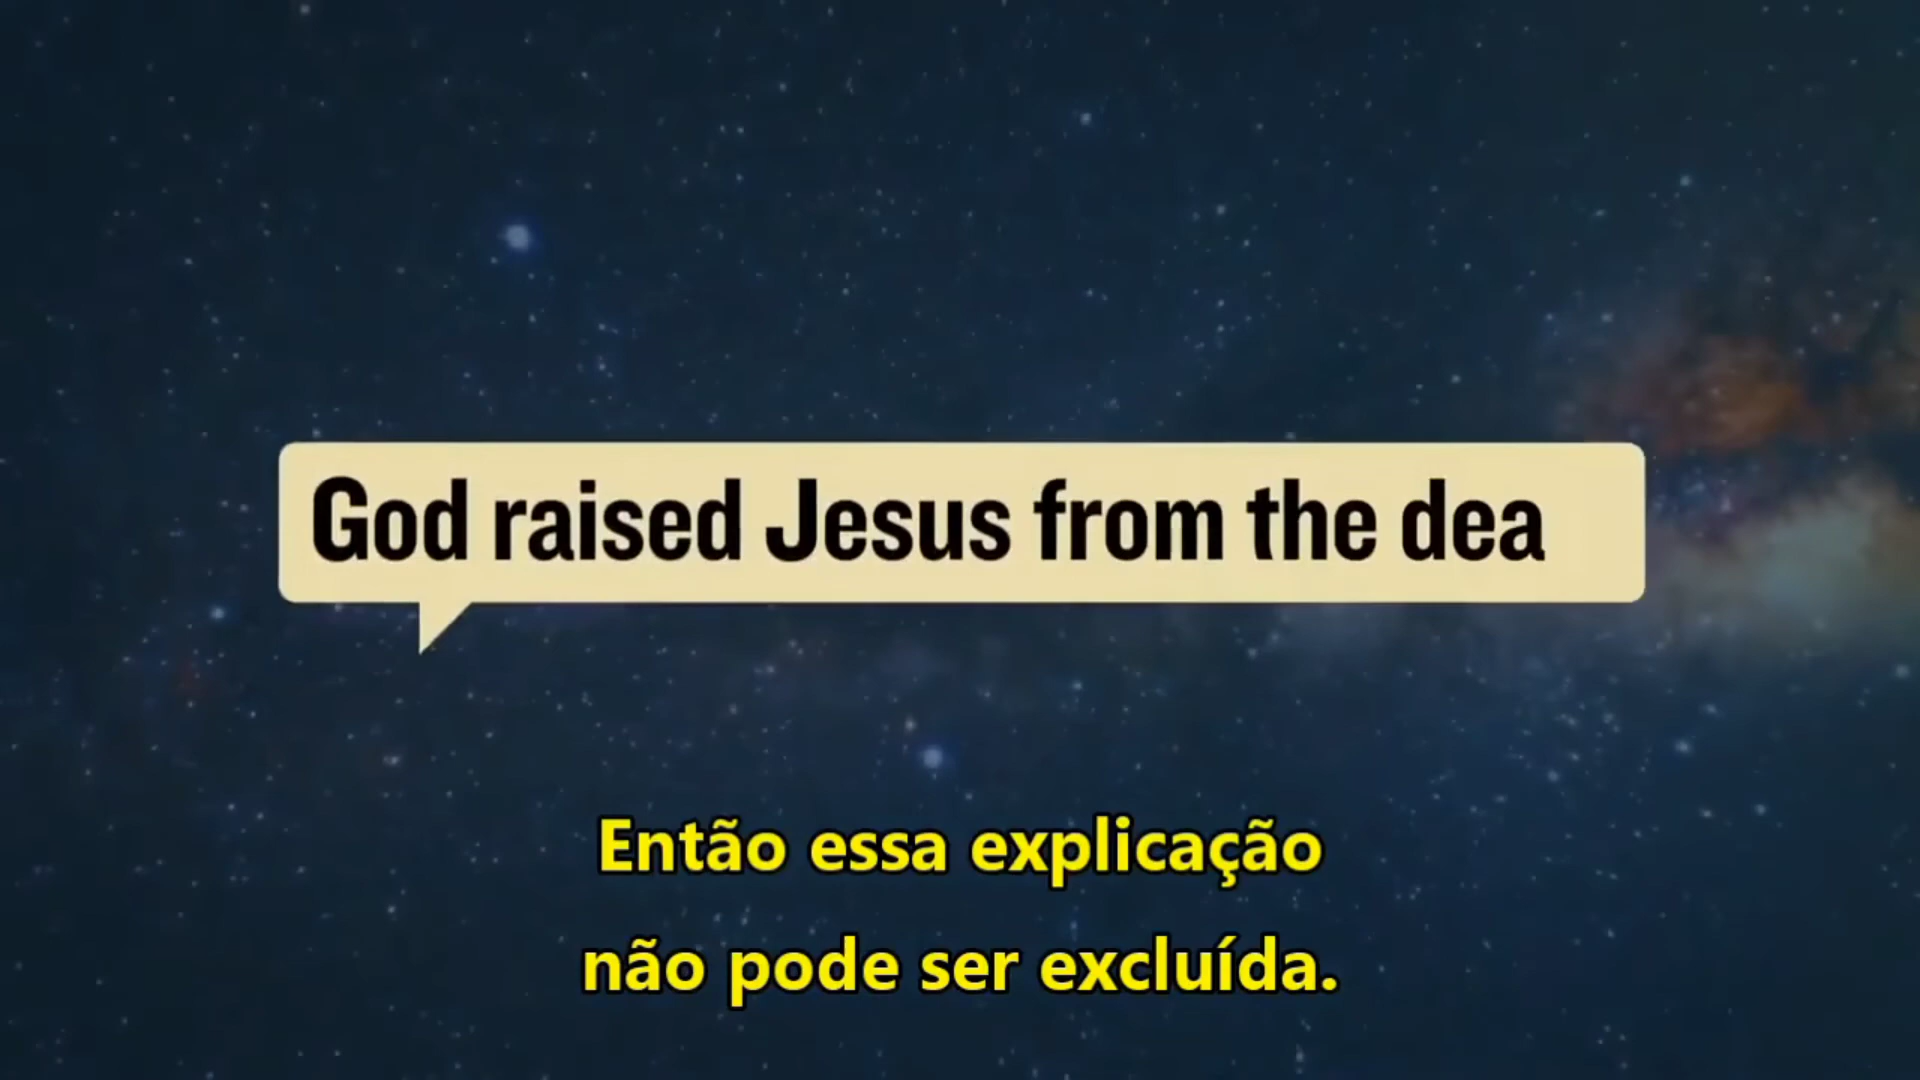 God raised Jesus from the dea
Então essa explicação
não pode ser excluída.